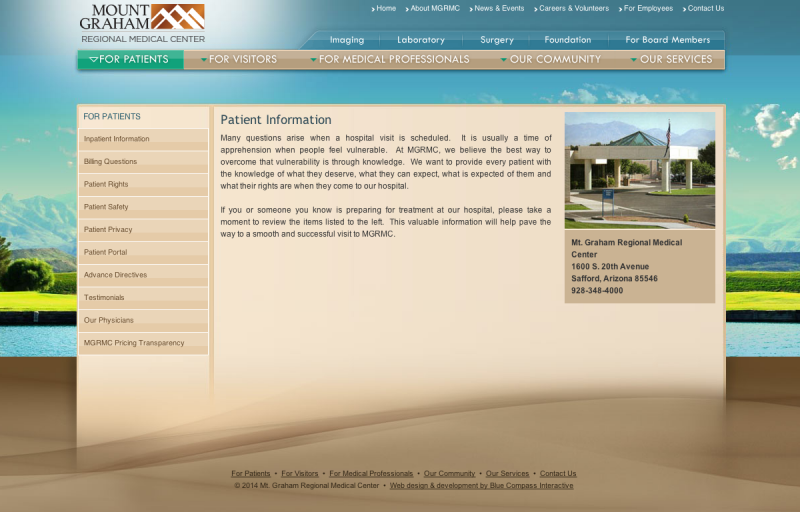 MOUNT
GRAHAM
REGIONAL MEDICAL CENTER
Home About MGRMC News & Events Careers & Volunteers For Employees Contact Us
Imaging Laboratory Surgery Foundation For Board Members
FOR PATIENTS FOR VISITORS FOR MEDICAL PROFESSIONALS OUR COMMUNITY OUR SERVICES
FOR PATIENTS
Inpatient Information
Billing Questions
Patient Rights
Patient Safety
Patient Privacy
Patient Portal
Advance Directives
Testimonials
Our Physicians
MGRMC Pricing Transparency
Patient Information
Many questions arise when a hospital visit is scheduled. It is usually a time of
apprehension when people feel vulnerable. At MGRMC, we believe the best way to
overcome that vulnerability is through knowledge. We want to provide every patient with
the knowledge of what they deserve, what they can expect, what is expected of them and
what their rights are when they come to our hospital.
If you or someone you know is preparing for treatment at our hospital, please take a
moment to review the items listed to the left. This valuable information will help pave the
way to a smooth and successful visit to MGRMC.
Mt. Graham Regional Medical
Center
1600 S. 20th Avenue
Safford, Arizona 85546
928-348-4000
For Patients • For Visitors • For Medical Professionals • Our Community • Our Services • Contact Us
© 2014 Mt. Graham Regional Medical Center • Web design & development by Blue Compass Interactive